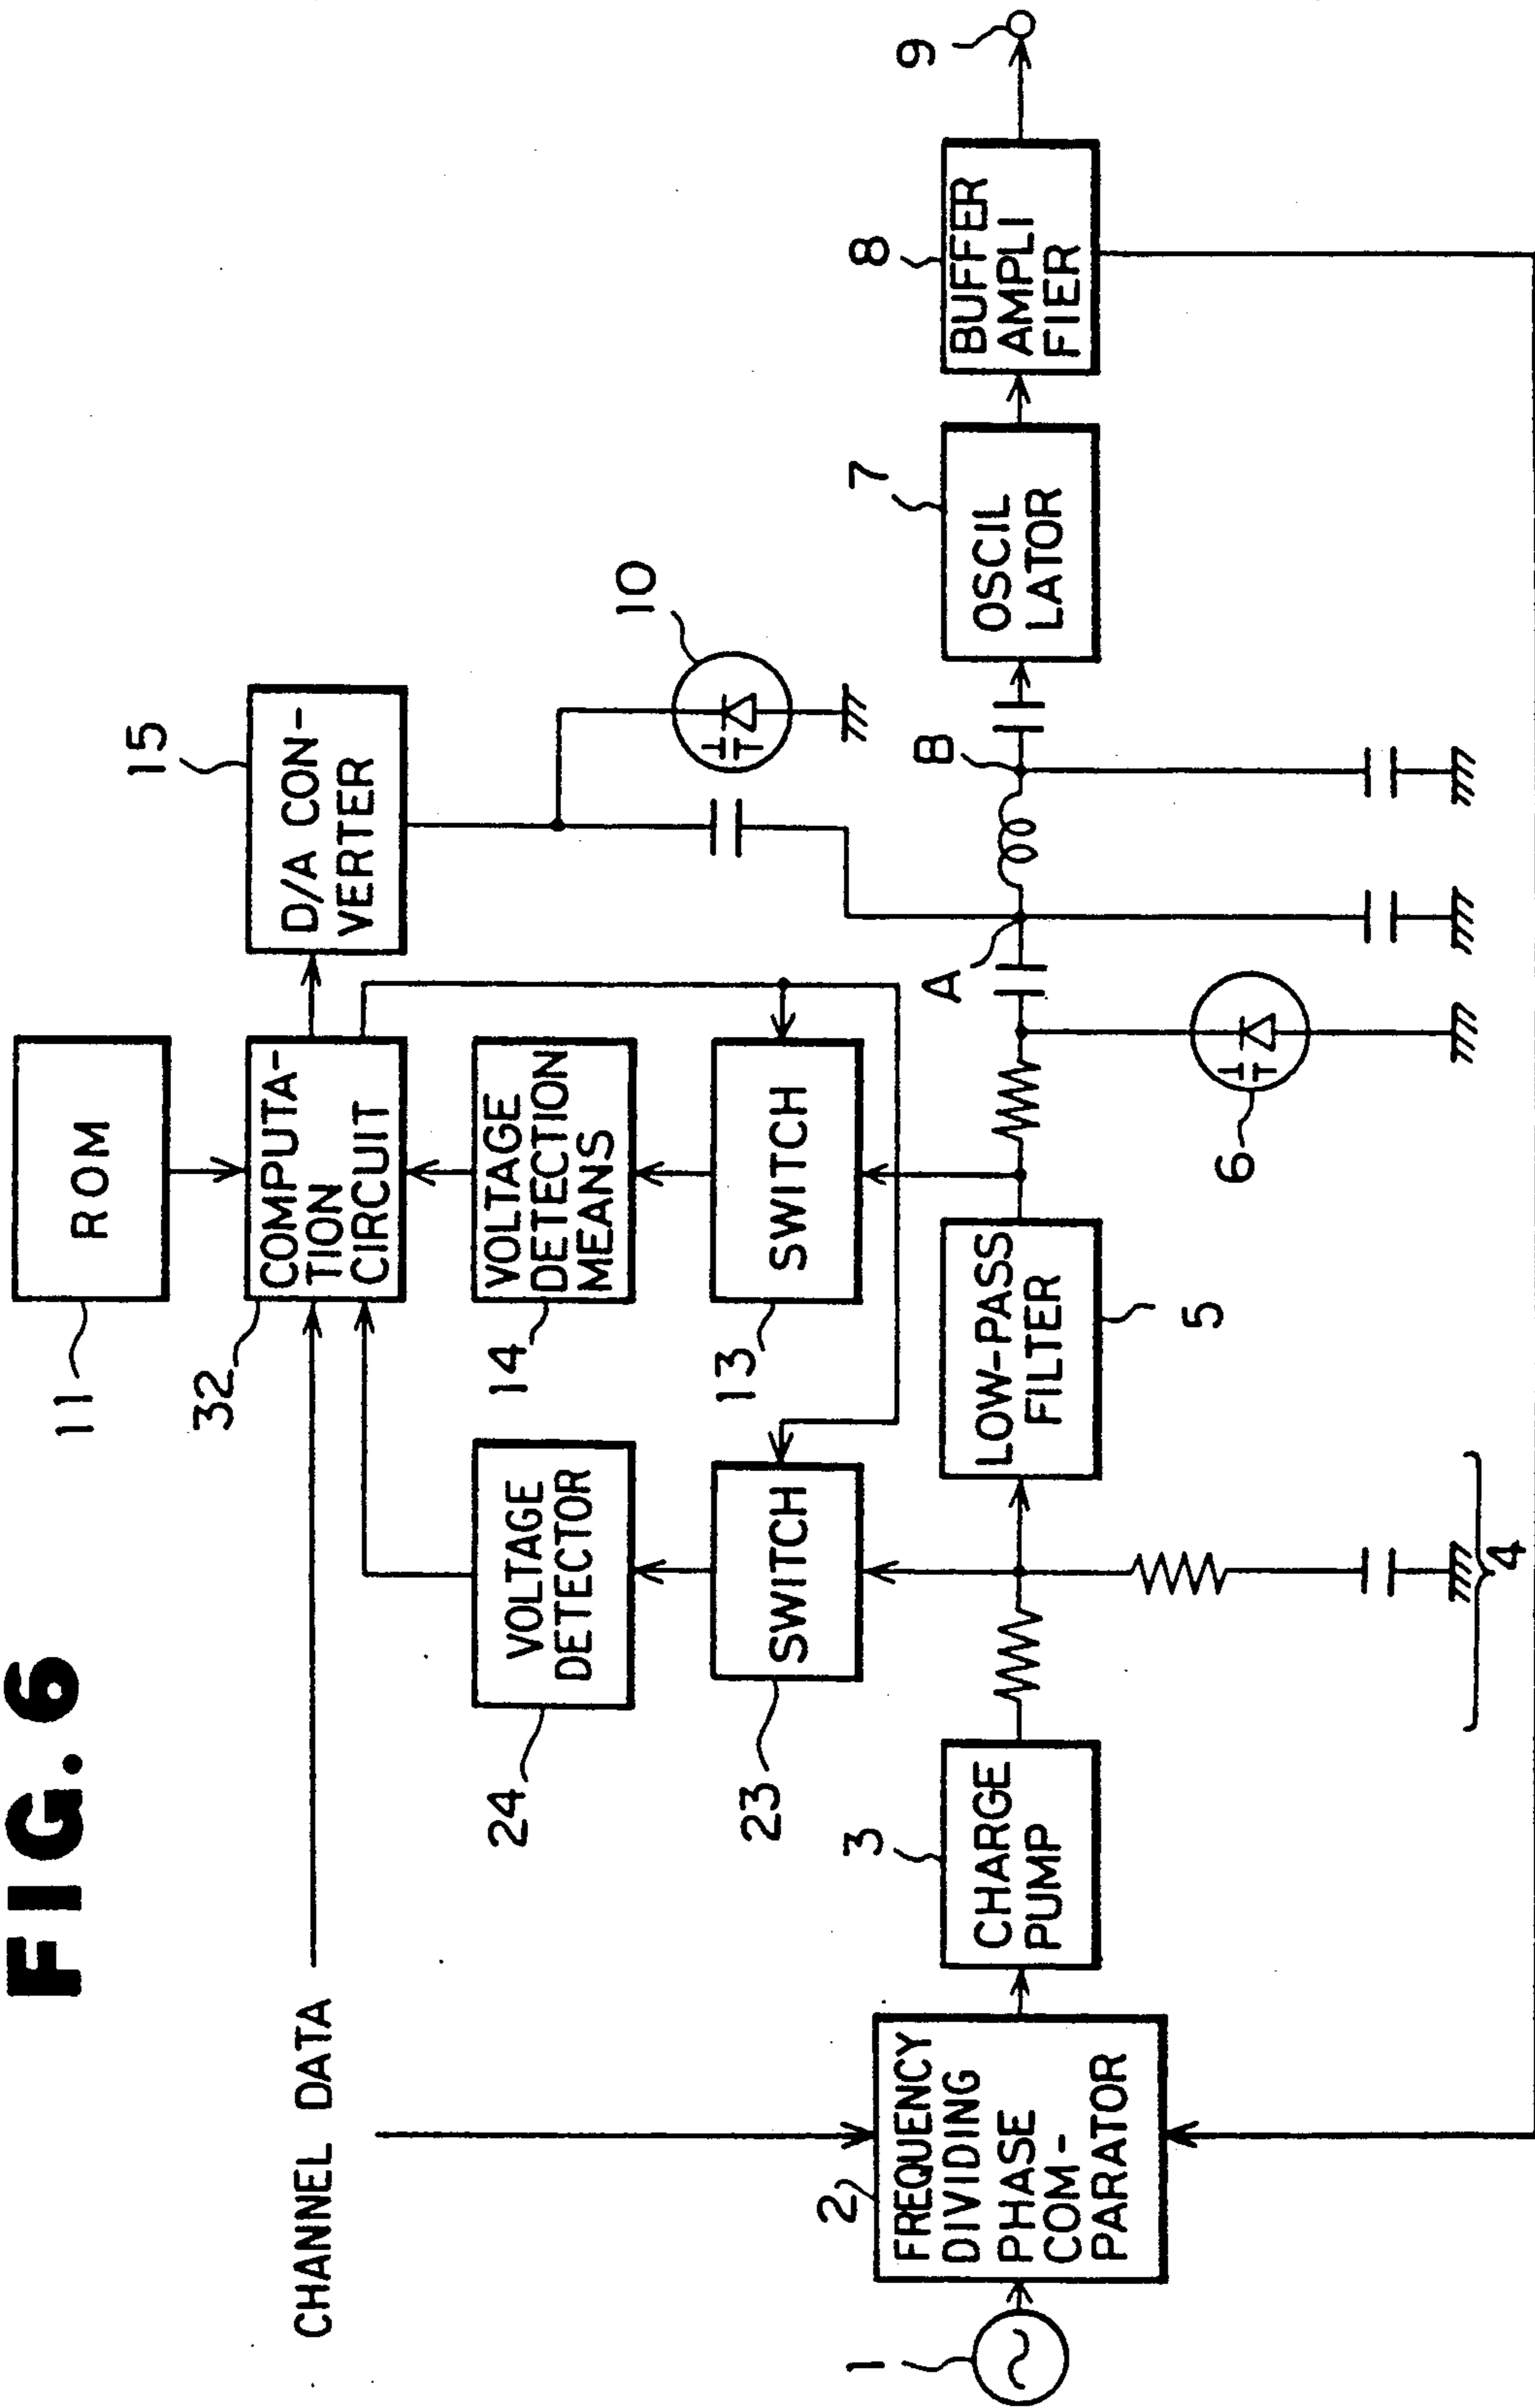 FIG. 6
CHANNEL DATA
11
ROM
32
COMPUTA-
TION
CIRCUIT
15
D/A CON-
VERTER
24
VOLTAGE
DETECTOR
14
VOLTAGE
DETECTION
MEANS
10
23
SWITCH
13
SWITCH
1
2
FREQUENCY
DIVIDING
PHASE
COM-
PARATOR
3
CHARGE
PUMP
4
LOW-PASS
FILTER
5
6
A
B
7
OSCIL
LATOR
8
BUFFER
AMPLI
FIER
9